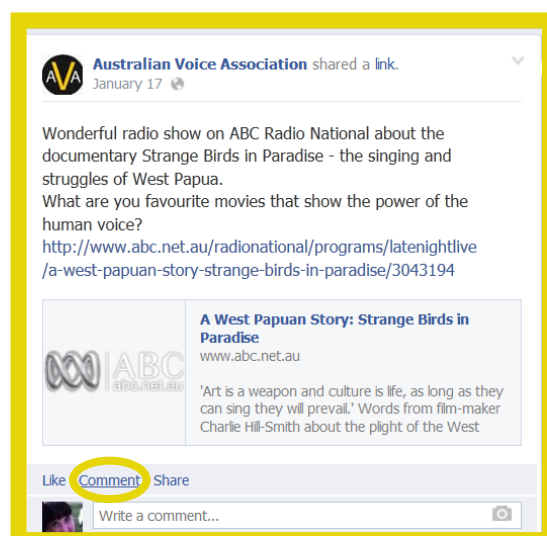 AVA
Australian Voice Association shared a link.
January 17
Wonderful radio show on ABC Radio National about the
documentary Strange Birds in Paradise - the singing and
struggles of West Papua.
What are you favourite movies that show the power of the
human voice?
http://www.abc.net.au/radionational/programs/latenightlive
/a-west-papuan-story-strange-birds-in-paradise/3043194
ABC
abc.net.au
A West Papuan Story: Strange Birds in
Paradise
www.abc.net.au
'Art is a weapon and culture is life, as long as they
can sing they will prevail.' Words from film-maker
Charlie Hill-Smith about the plight of the West
Like Comment Share
Write a comment...